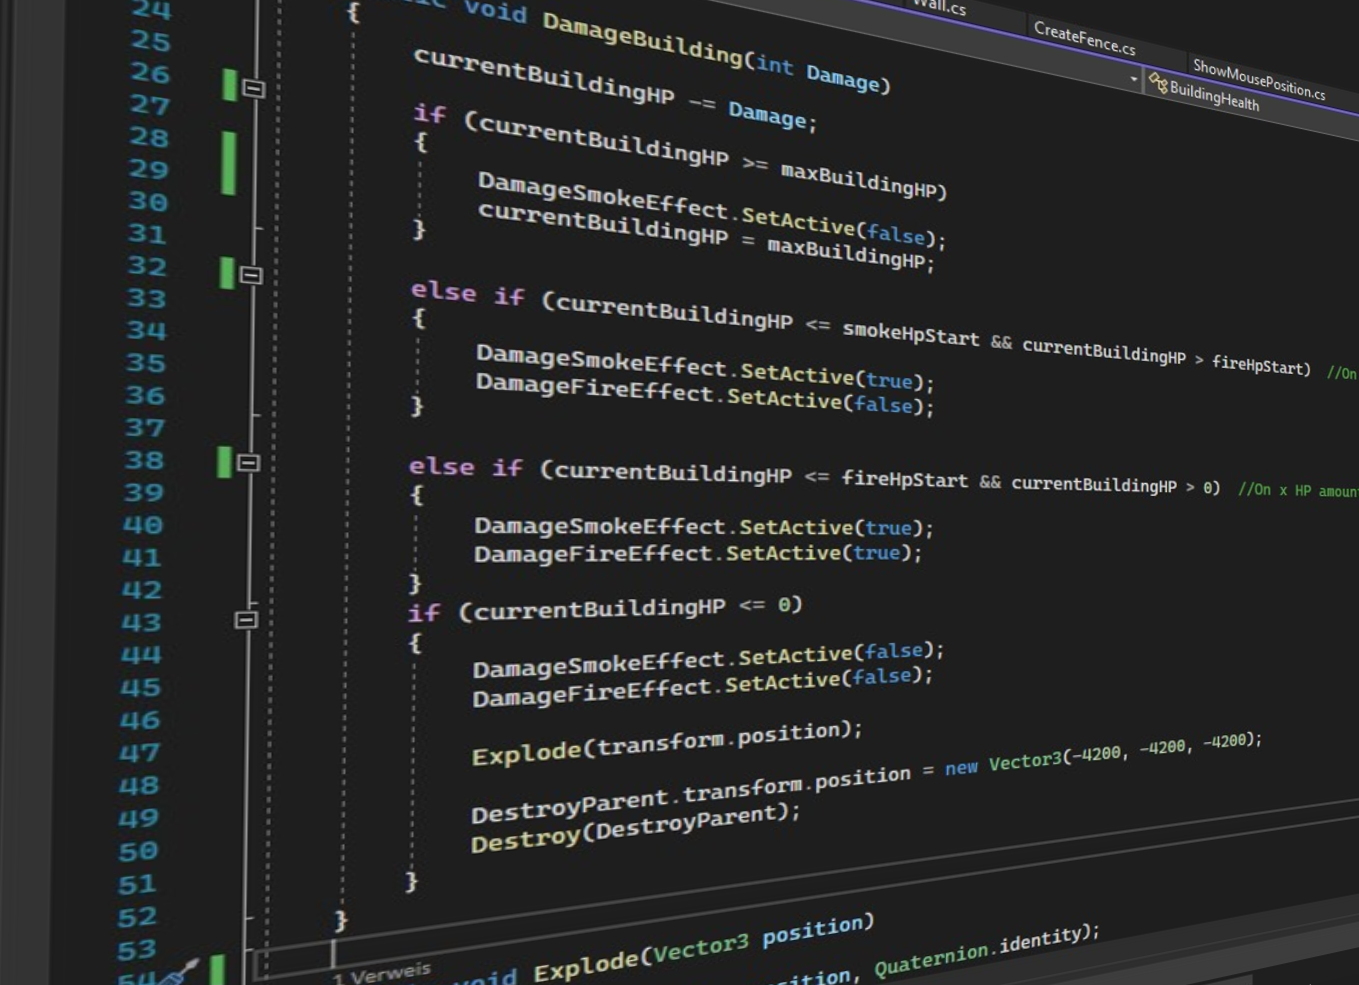 Wall.cs
CreateFence.cs
ShowMousePosition.cs
BuildingHealth
24 void DamageBuilding(int Damage)
25 {
26 currentBuildingHP -= Damage;
27 if (currentBuildingHP >= maxBuildingHP)
28 {
29 DamageSmokeEffect.SetActive(false);
30 currentBuildingHP = maxBuildingHP;
31 }
32 else if (currentBuildingHP <= smokeHpStart && currentBuildingHP > fireHpStart) //On
33 {
34 DamageSmokeEffect.SetActive(true);
35 DamageFireEffect.SetActive(false);
36 }
37
38 else if (currentBuildingHP <= fireHpStart && currentBuildingHP > 0) //On x HP amount
39 {
40 DamageSmokeEffect.SetActive(true);
41 DamageFireEffect.SetActive(true);
42 }
43 if (currentBuildingHP <= 0)
44 {
45 DamageSmokeEffect.SetActive(false);
46 DamageFireEffect.SetActive(false);
47 Explode(transform.position);
48
49 DestroyParent.transform.position = new Vector3(-4200, -4200, -4200);
50 Destroy(DestroyParent);
51 }
52 }
53
1 Verweis
54 void Explode(Vector3 position)
Quaternion.identity);